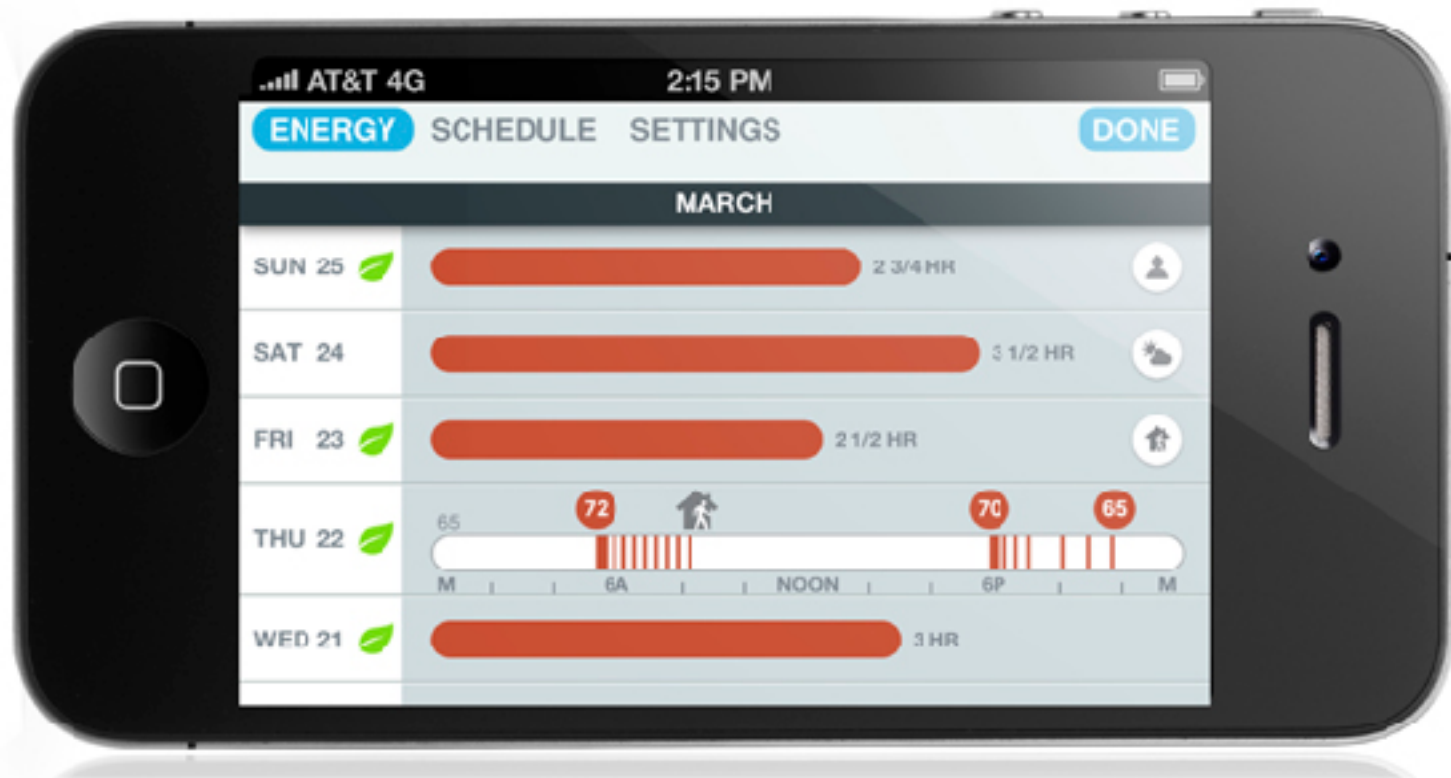 AT&T 4G 2:15 PM
ENERGY SCHEDULE SETTINGS DONE
MARCH
SUN 25 2 3/4 HR
SAT 24 3 1/2 HR
FRI 23 2 1/2 HR
65 72 70 65
THU 22
M 6A NOON 6P M
WED 21 3 HR